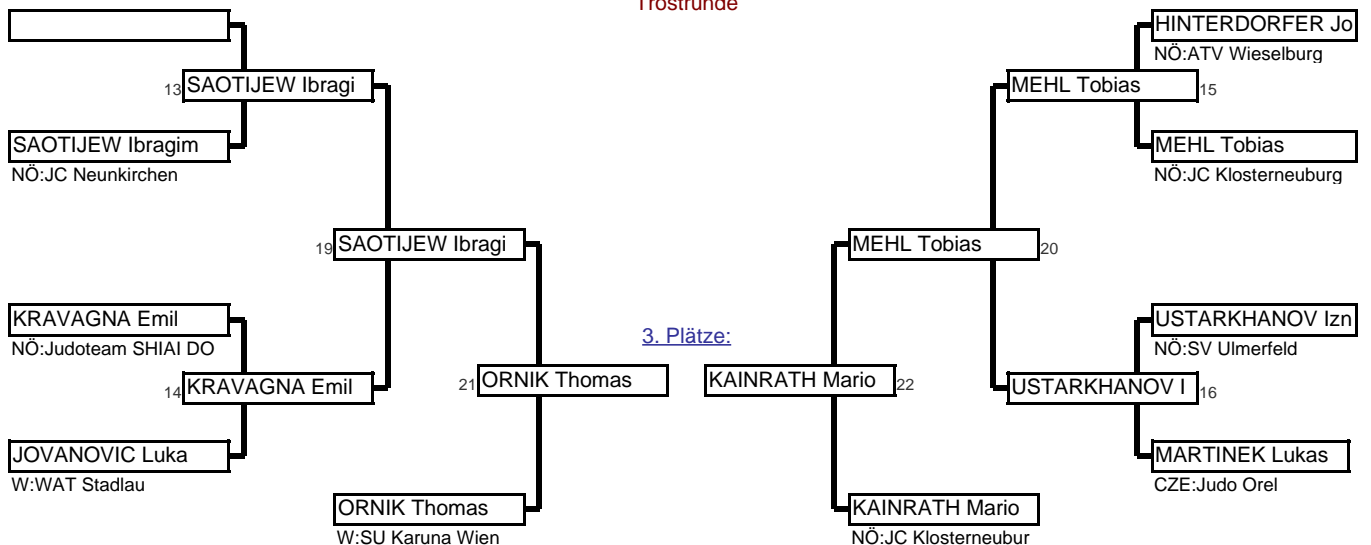 Trostrunde
HINTERDORFER Jo
NÖ:ATV Wieselburg
13 SAOTIJEW Ibragi
MEHL Tobias 15
SAOTIJEW Ibragim
NÖ:JC Neunkirchen
MEHL Tobias
NÖ:JC Klosterneuburg
19 SAOTIJEW Ibragi
MEHL Tobias 20
KRAVAGNA Emil
NÖ:Judoteam SHIAI DO
USTARKHANOV Izn
NÖ:SV Ulmerfeld
3. Plätze:
14 KRAVAGNA Emil
21 ORNIK Thomas
KAINRATH Mario 22
USTARKHANOV I 16
JOVANOVIC Luka
W:WAT Stadlau
MARTINEK Lukas
CZE:Judo Orel
ORNIK Thomas
W:SU Karuna Wien
KAINRATH Mario
NÖ:JC Klosterneubur